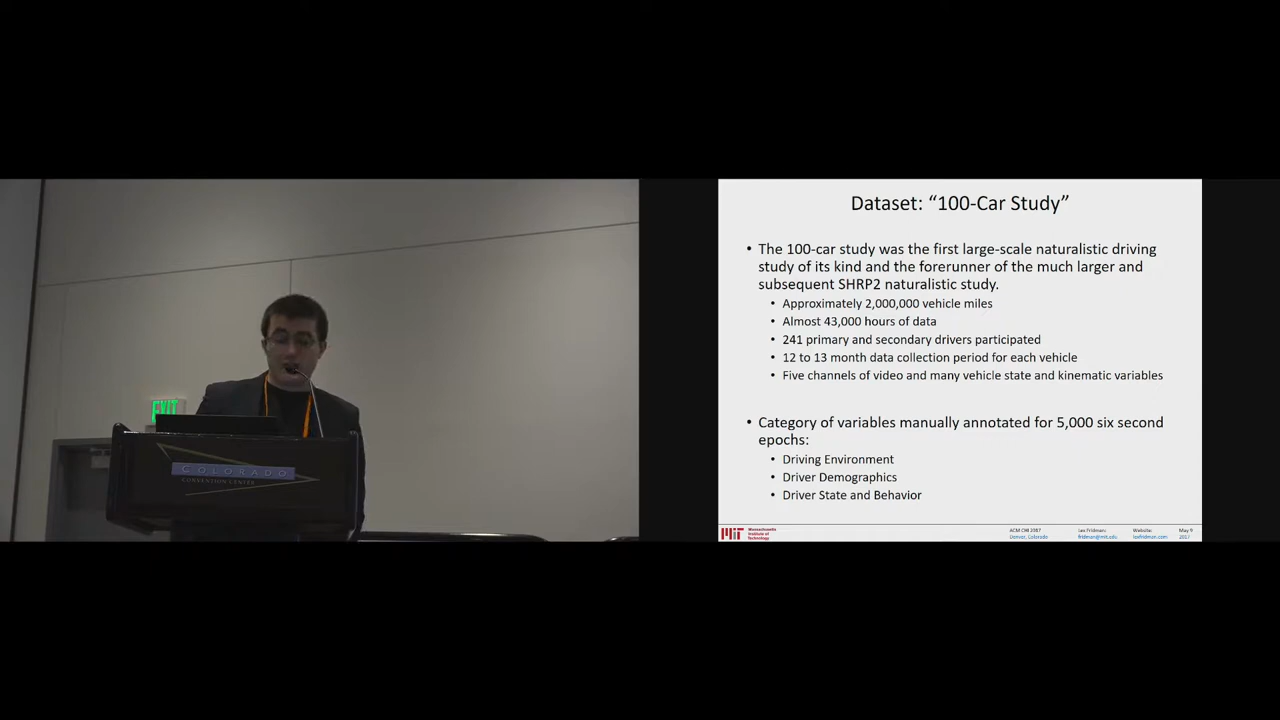 EXIT
COLORADO
CONVENTION CENTER
Dataset: “100-Car Study”
• The 100-car study was the first large-scale naturalistic driving
study of its kind and the forerunner of the much larger and
subsequent SHRP2 naturalistic study.
• Approximately 2,000,000 vehicle miles
• Almost 43,000 hours of data
• 241 primary and secondary drivers participated
• 12 to 13 month data collection period for each vehicle
• Five channels of video and many vehicle state and kinematic variables
• Category of variables manually annotated for 5,000 six second
epochs:
• Driving Environment
• Driver Demographics
• Driver State and Behavior
MIT
Massachusetts
Institute of
Technology
ACM CHI 2017
Denver, Colorado
Lex Fridman:
fridman@mit.edu
Website:
lexfridman.com
May 9
2017